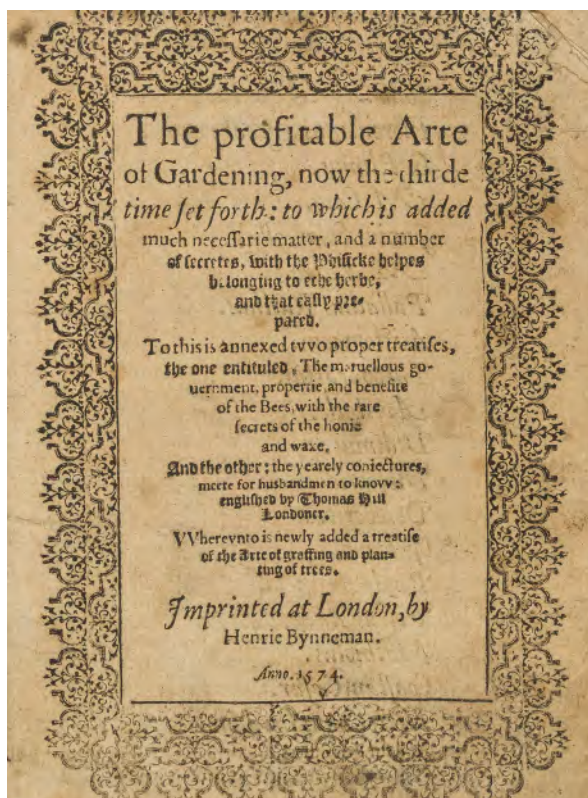 The profitable Arte
of Gardening, now the thirde
time ſet forth: to which is added
much neceſſarie matter, and a number
of ſecretes, with the Phiſicke helpes
belonging to eche herbe,
and that eaſly pre-
pared.
To this is annexed tvvo proper treatiſes,
the one entituled, The meruellous go-
uernment, propertie, and benefite
of the Bees, with the rare
ſecrets of the honie
and waxe.
And the other: the yearely coniectures,
meete for husbandmen to knovv:
engliſhed by Thomas Hill
Londoner.
VVherevnto is newly added a treatiſe
of the Arte of graffing and plan-
ting of trees.
Imprinted at London, by
Henrie Bynneman.
Anno. 1574.